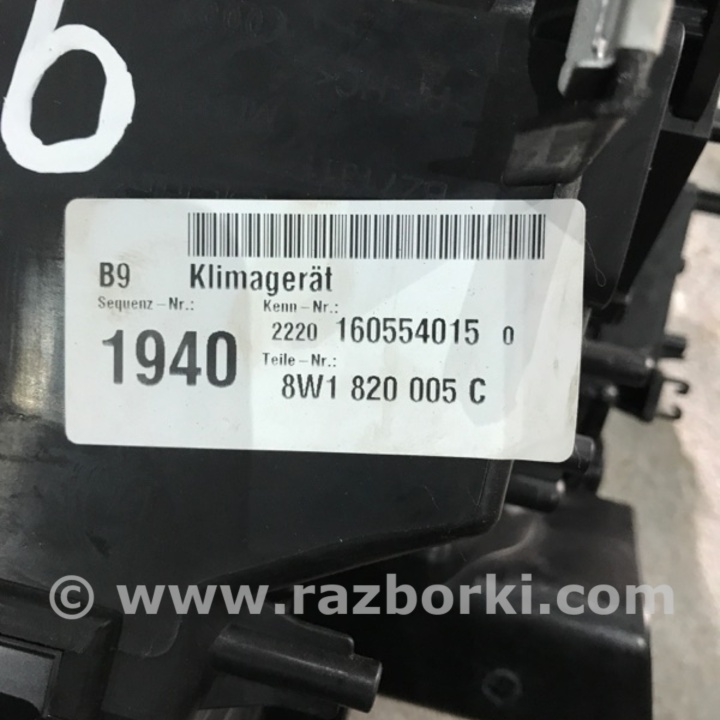 6
B9 Klimagerät
Sequenz-Nr.: Kenn-Nr.:
1940 2220 160554015 0
Teile-Nr.:
8W1 820 005 C
© www.razborki.com